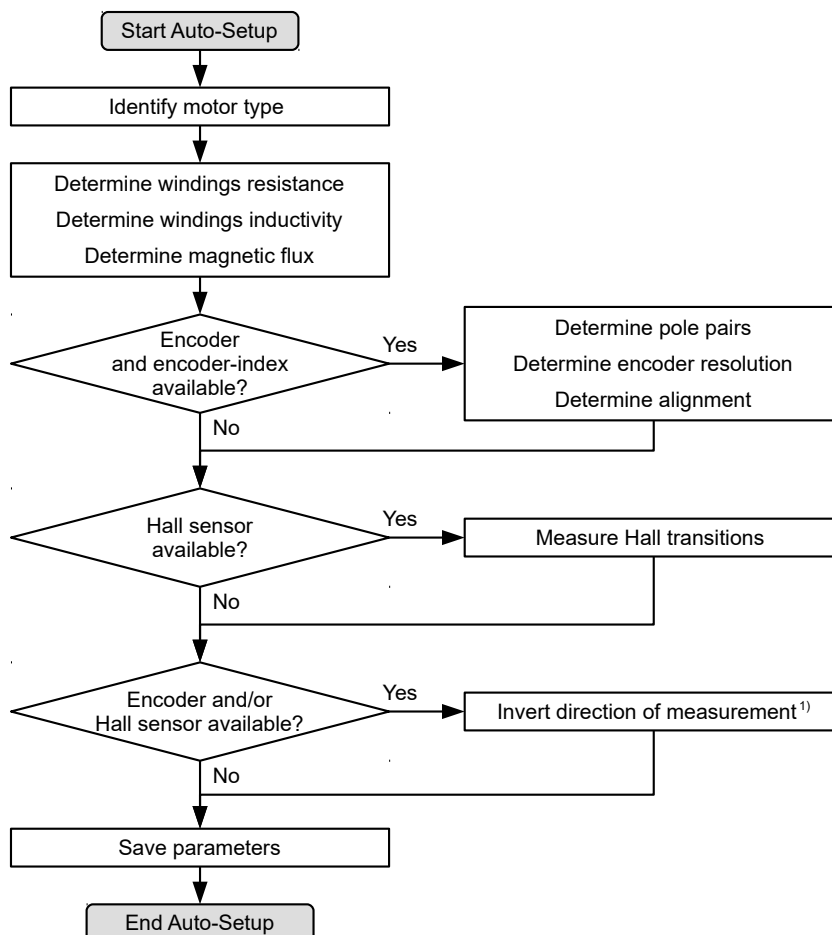 Start Auto-Setup
Identify motor type
Determine windings resistance
Determine windings inductivity
Determine magnetic flux
Encoder
and encoder-index
available?
Yes
Determine pole pairs
Determine encoder resolution
Determine alignment
No
Hall sensor
available?
Yes
Measure Hall transitions
No
Encoder and/or
Hall sensor available?
Yes
Invert direction of measurement 1)
No
Save parameters
End Auto-Setup